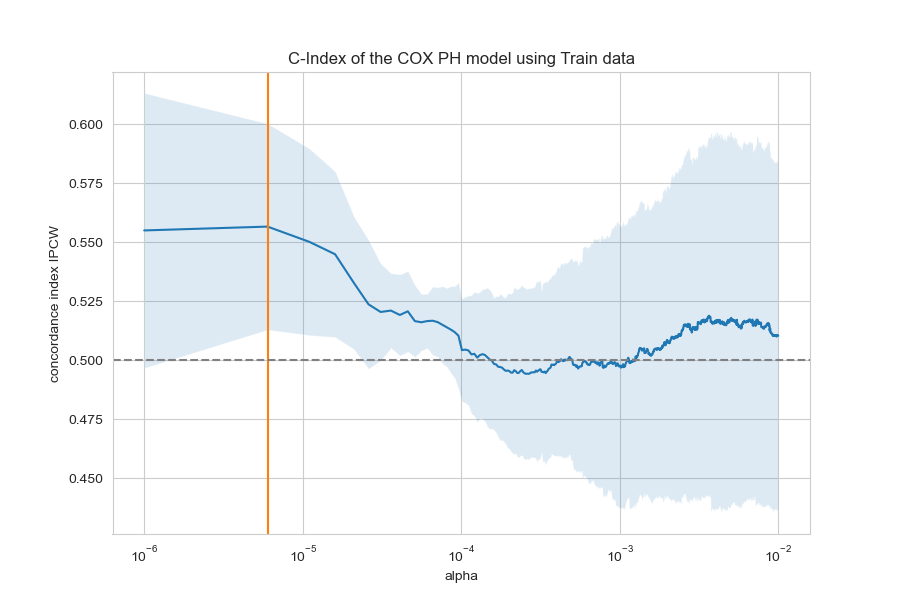 C-Index of the COX PH model using Train data
concordance index IPCW
0.600
0.575
0.550
0.525
0.500
0.475
0.450
10⁻⁶ 10⁻⁵ 10⁻⁴ 10⁻³ 10⁻²
alpha